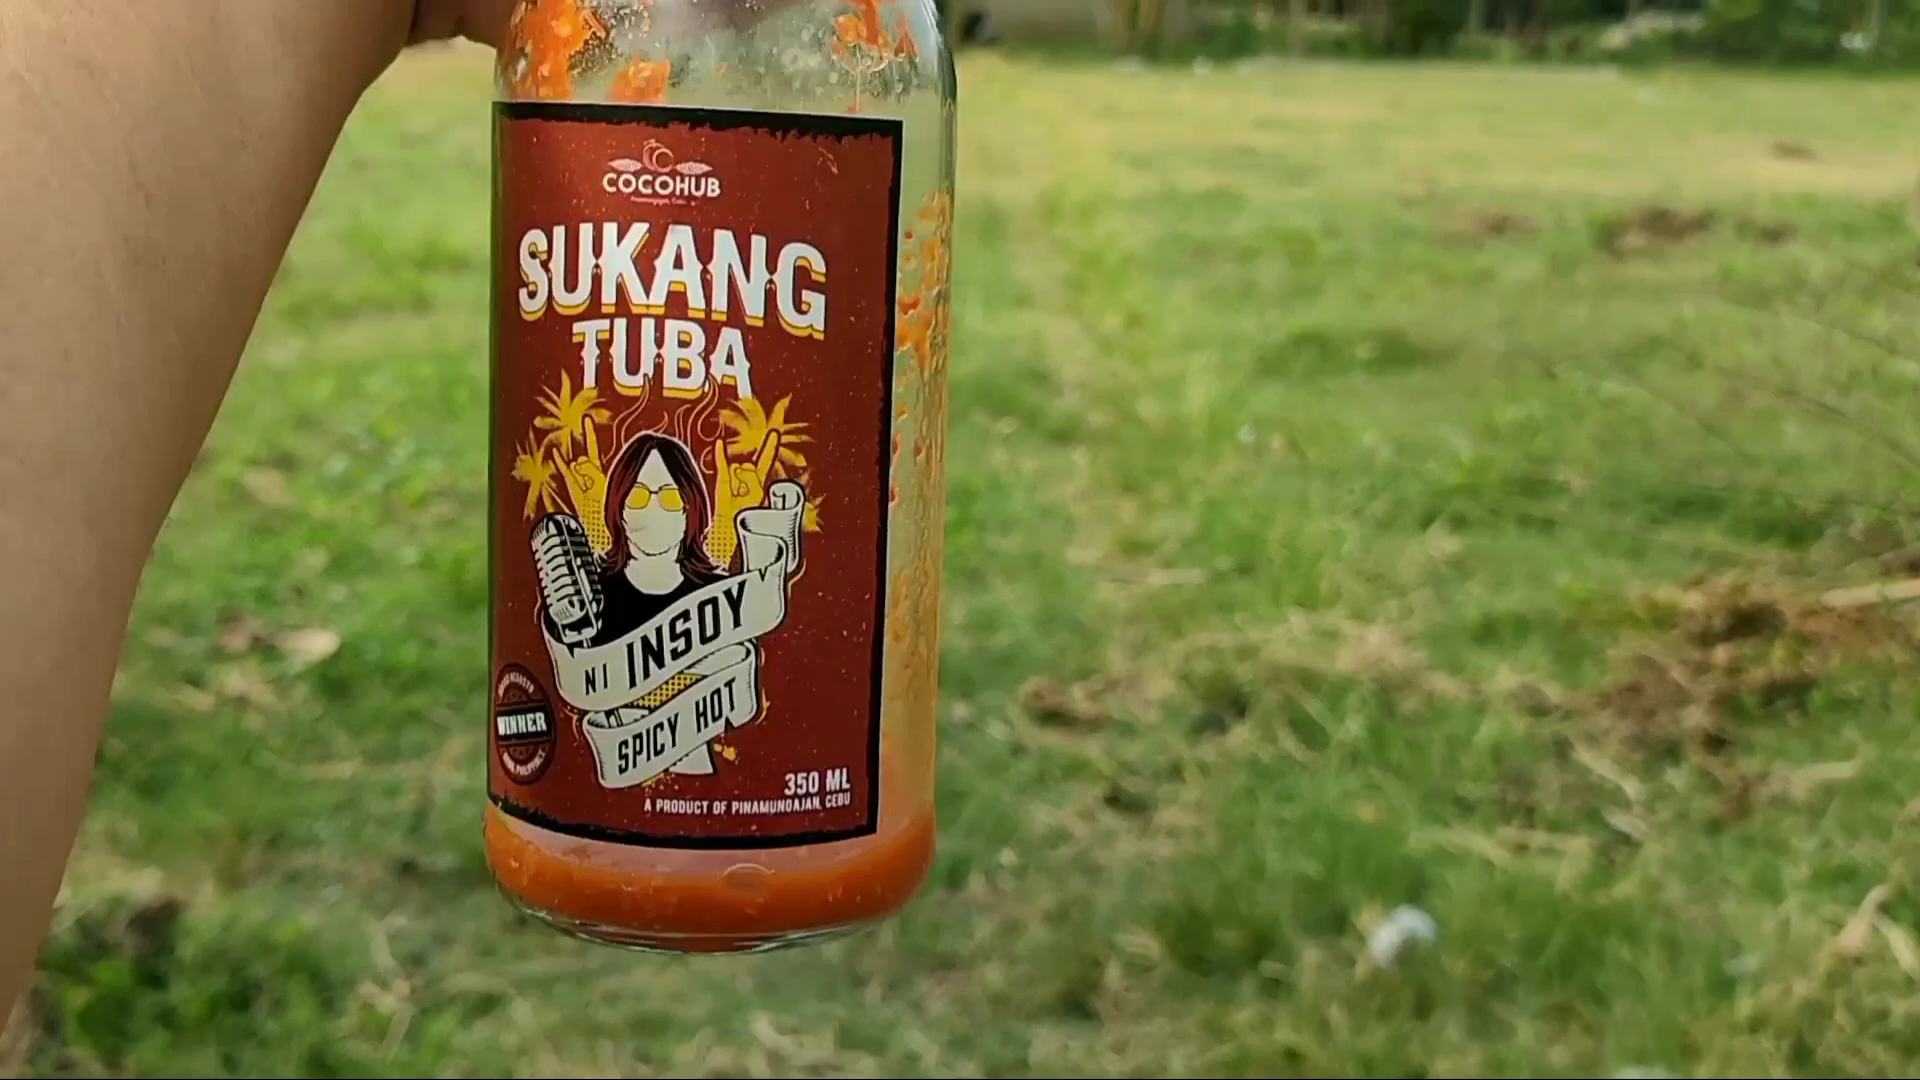 COCOHUB
SUKANG
TUBA
NI INSOY
SPICY HOT
WINNER
350 ML
A PRODUCT OF PINAMUNGAJAN, CEBU